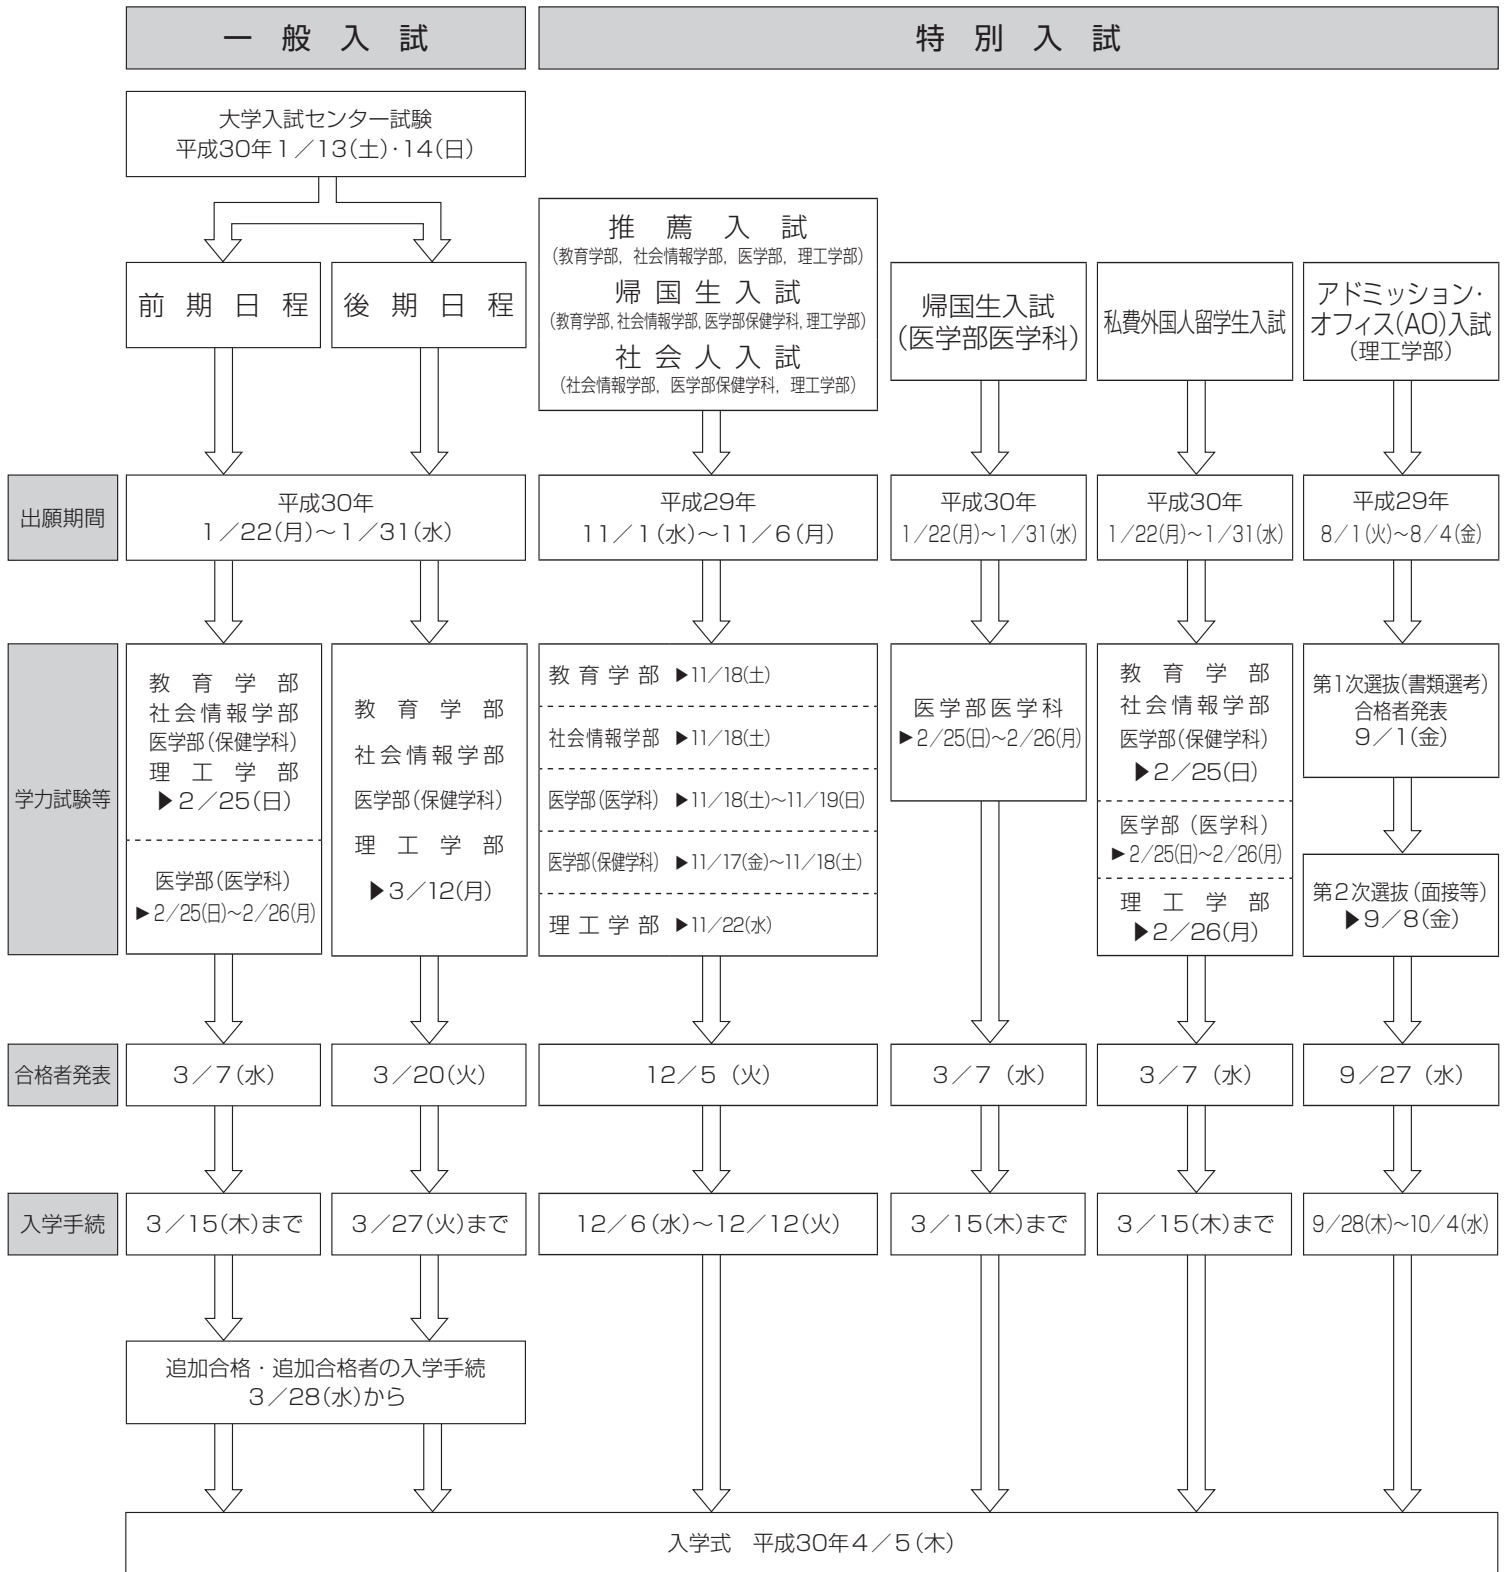 一般入試
特別入試
大学入試センター試験
平成30年1／13(土)･14(日)
前期日程
後期日程
推薦入試
(教育学部，社会情報学部，医学部，理工学部)
帰国生入試
(教育学部,社会情報学部,医学部保健学科,理工学部)
社会人入試
(社会情報学部，医学部保健学科，理工学部)
帰国生入試
(医学部医学科)
私費外国人留学生入試
アドミッション・
オフィス(AO)入試
(理工学部)
出願期間
平成30年
1／22(月)～1／31(水)
平成29年
11／1(水)～11／6(月)
平成30年
1／22(月)～1／31(水)
平成30年
1／22(月)～1／31(水)
平成29年
8／1(火)～8／4(金)
学力試験等
教育学部
社会情報学部
医学部(保健学科)
理工学部
▶2／25(日)
医学部(医学科)
▶2／25(日)～2／26(月)
教育学部
社会情報学部
医学部(保健学科)
理工学部
▶3／12(月)
教育学部 ▶11／18(土)
社会情報学部 ▶11／18(土)
医学部(医学科) ▶11／18(土)～11／19(日)
医学部(保健学科) ▶11／17(金)～11／18(土)
理工学部 ▶11／22(水)
医学部医学科
▶2／25(日)～2／26(月)
教育学部
社会情報学部
医学部(保健学科)
▶2／25(日)
医学部(医学科)
▶2／25(日)～2／26(月)
理工学部
▶2／26(月)
第1次選抜(書類選考)
合格者発表
9／1(金)
第2次選抜(面接等)
▶9／8(金)
合格者発表
3／7(水)
3／20(火)
12／5(火)
3／7(水)
3／7(水)
9／27(水)
入学手続
3／15(木)まで
3／27(火)まで
12／6(水)～12／12(火)
3／15(木)まで
3／15(木)まで
9／28(木)～10／4(水)
追加合格・追加合格者の入学手続
3／28(水)から
入学式　平成30年4／5(木)